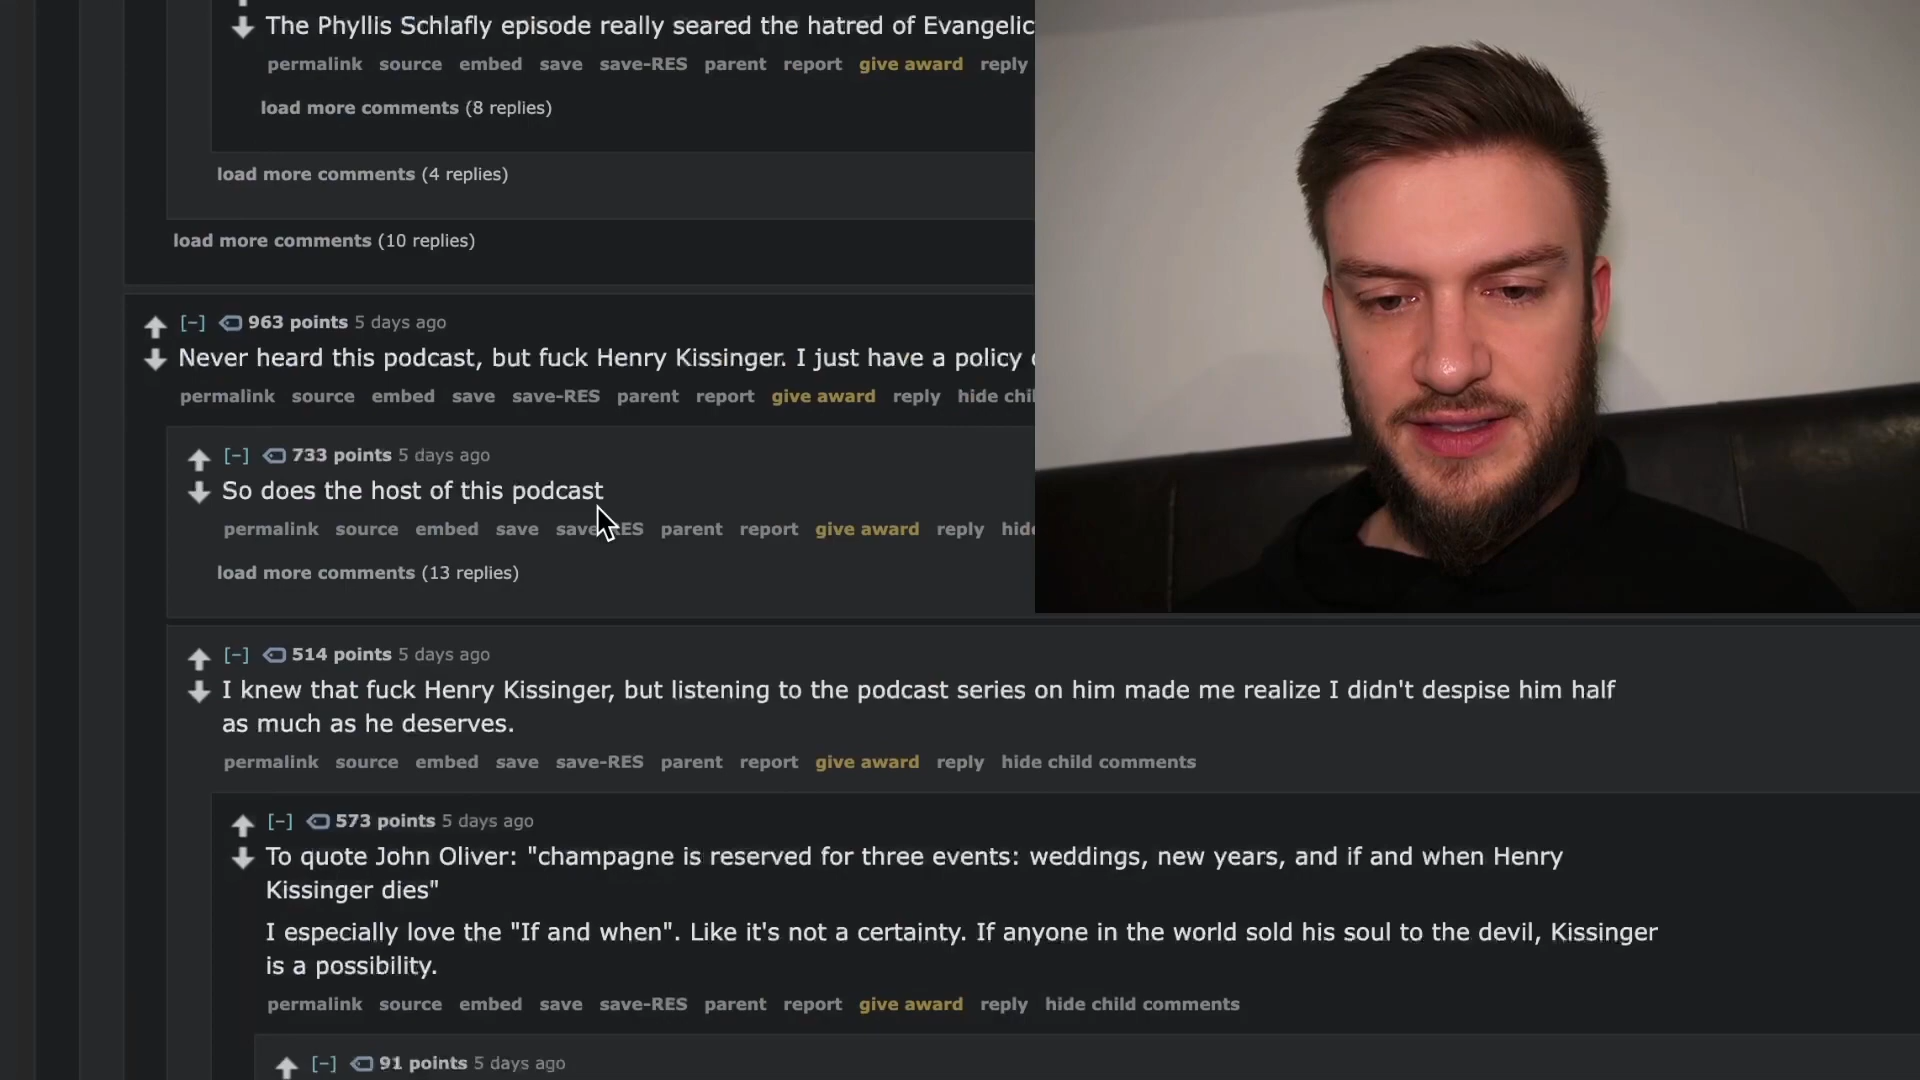 The Phyllis Schlafly episode really seared the hatred of Evangelic
permalink source embed save save-RES parent report give award reply
load more comments (8 replies)
load more comments (4 replies)
load more comments (10 replies)
[–] 963 points 5 days ago
Never heard this podcast, but fuck Henry Kissinger. I just have a policy
permalink source embed save save-RES parent report give award reply hide chil
[–] 733 points 5 days ago
So does the host of this podcast
permalink source embed save save-RES parent report give award reply hide
load more comments (13 replies)
[–] 514 points 5 days ago
I knew that fuck Henry Kissinger, but listening to the podcast series on him made me realize I didn't despise him half
as much as he deserves.
permalink source embed save save-RES parent report give award reply hide child comments
[–] 573 points 5 days ago
To quote John Oliver: "champagne is reserved for three events: weddings, new years, and if and when Henry
Kissinger dies"
I especially love the "If and when". Like it's not a certainty. If anyone in the world sold his soul to the devil, Kissinger
is a possibility.
permalink source embed save save-RES parent report give award reply hide child comments
[–] 91 points 5 days ago